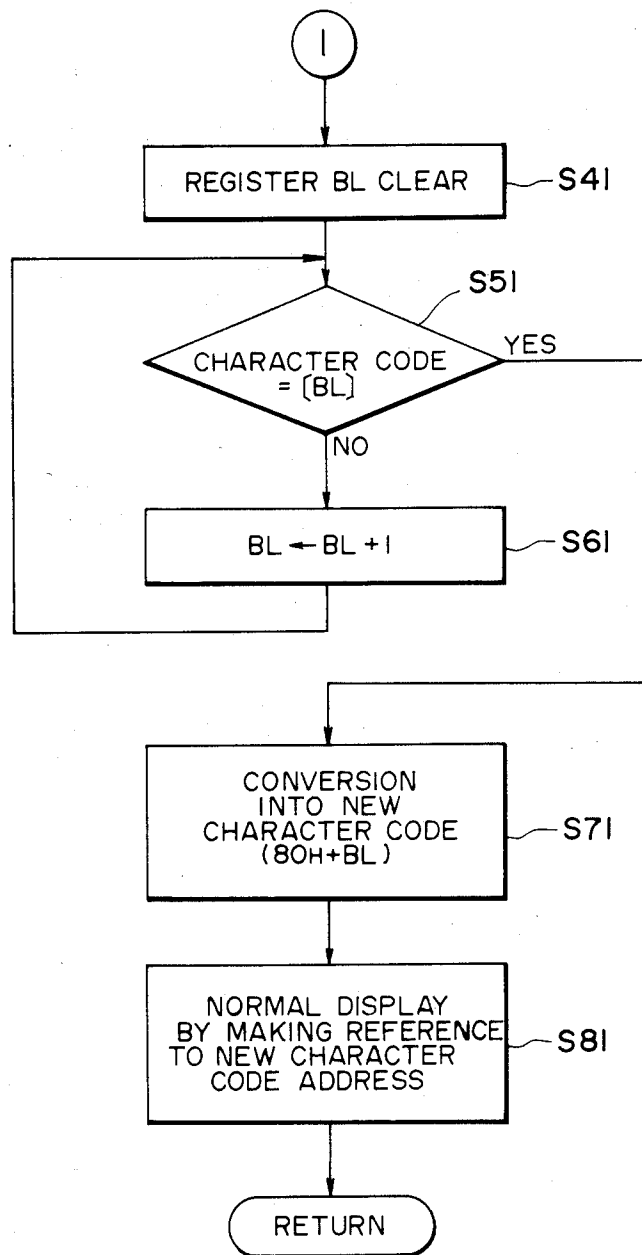 1
REGISTER BL CLEAR
S41
S51
CHARACTER CODE
= [BL]
YES
NO
BL ← BL + 1
S61
CONVERSION
INTO NEW
CHARACTER CODE
(80H+BL)
S71
NORMAL DISPLAY
BY MAKING REFERENCE
TO NEW CHARACTER
CODE ADDRESS
S81
RETURN